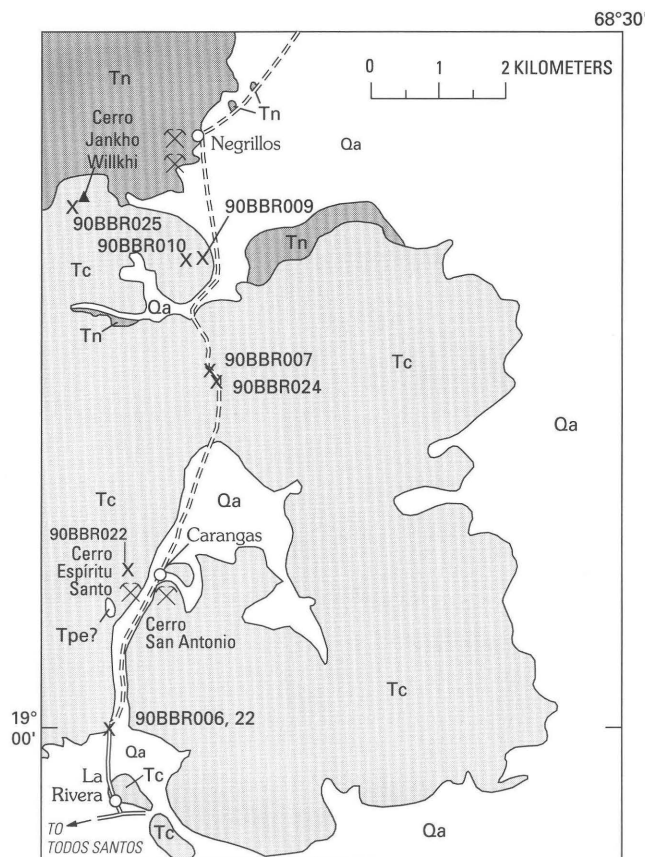 68°30'
Tn
0 1 2 KILOMETERS
Tn
Cerro
Jankho
Willkhi
Negrillos
Qa
90BBR025
90BBR009
90BBR010
Tn
Tc
Qa
Tn
90BBR007
90BBR024
Tc
Qa
Tc
Qa
90BBR022
Cerro
Espíritu
Santo
Carangas
Tpe?
Cerro
San Antonio
Tc
19°
00'
90BBR006, 22
Qa
La
Rivera
Tc
TO
TODOS SANTOS
Tc
Qa